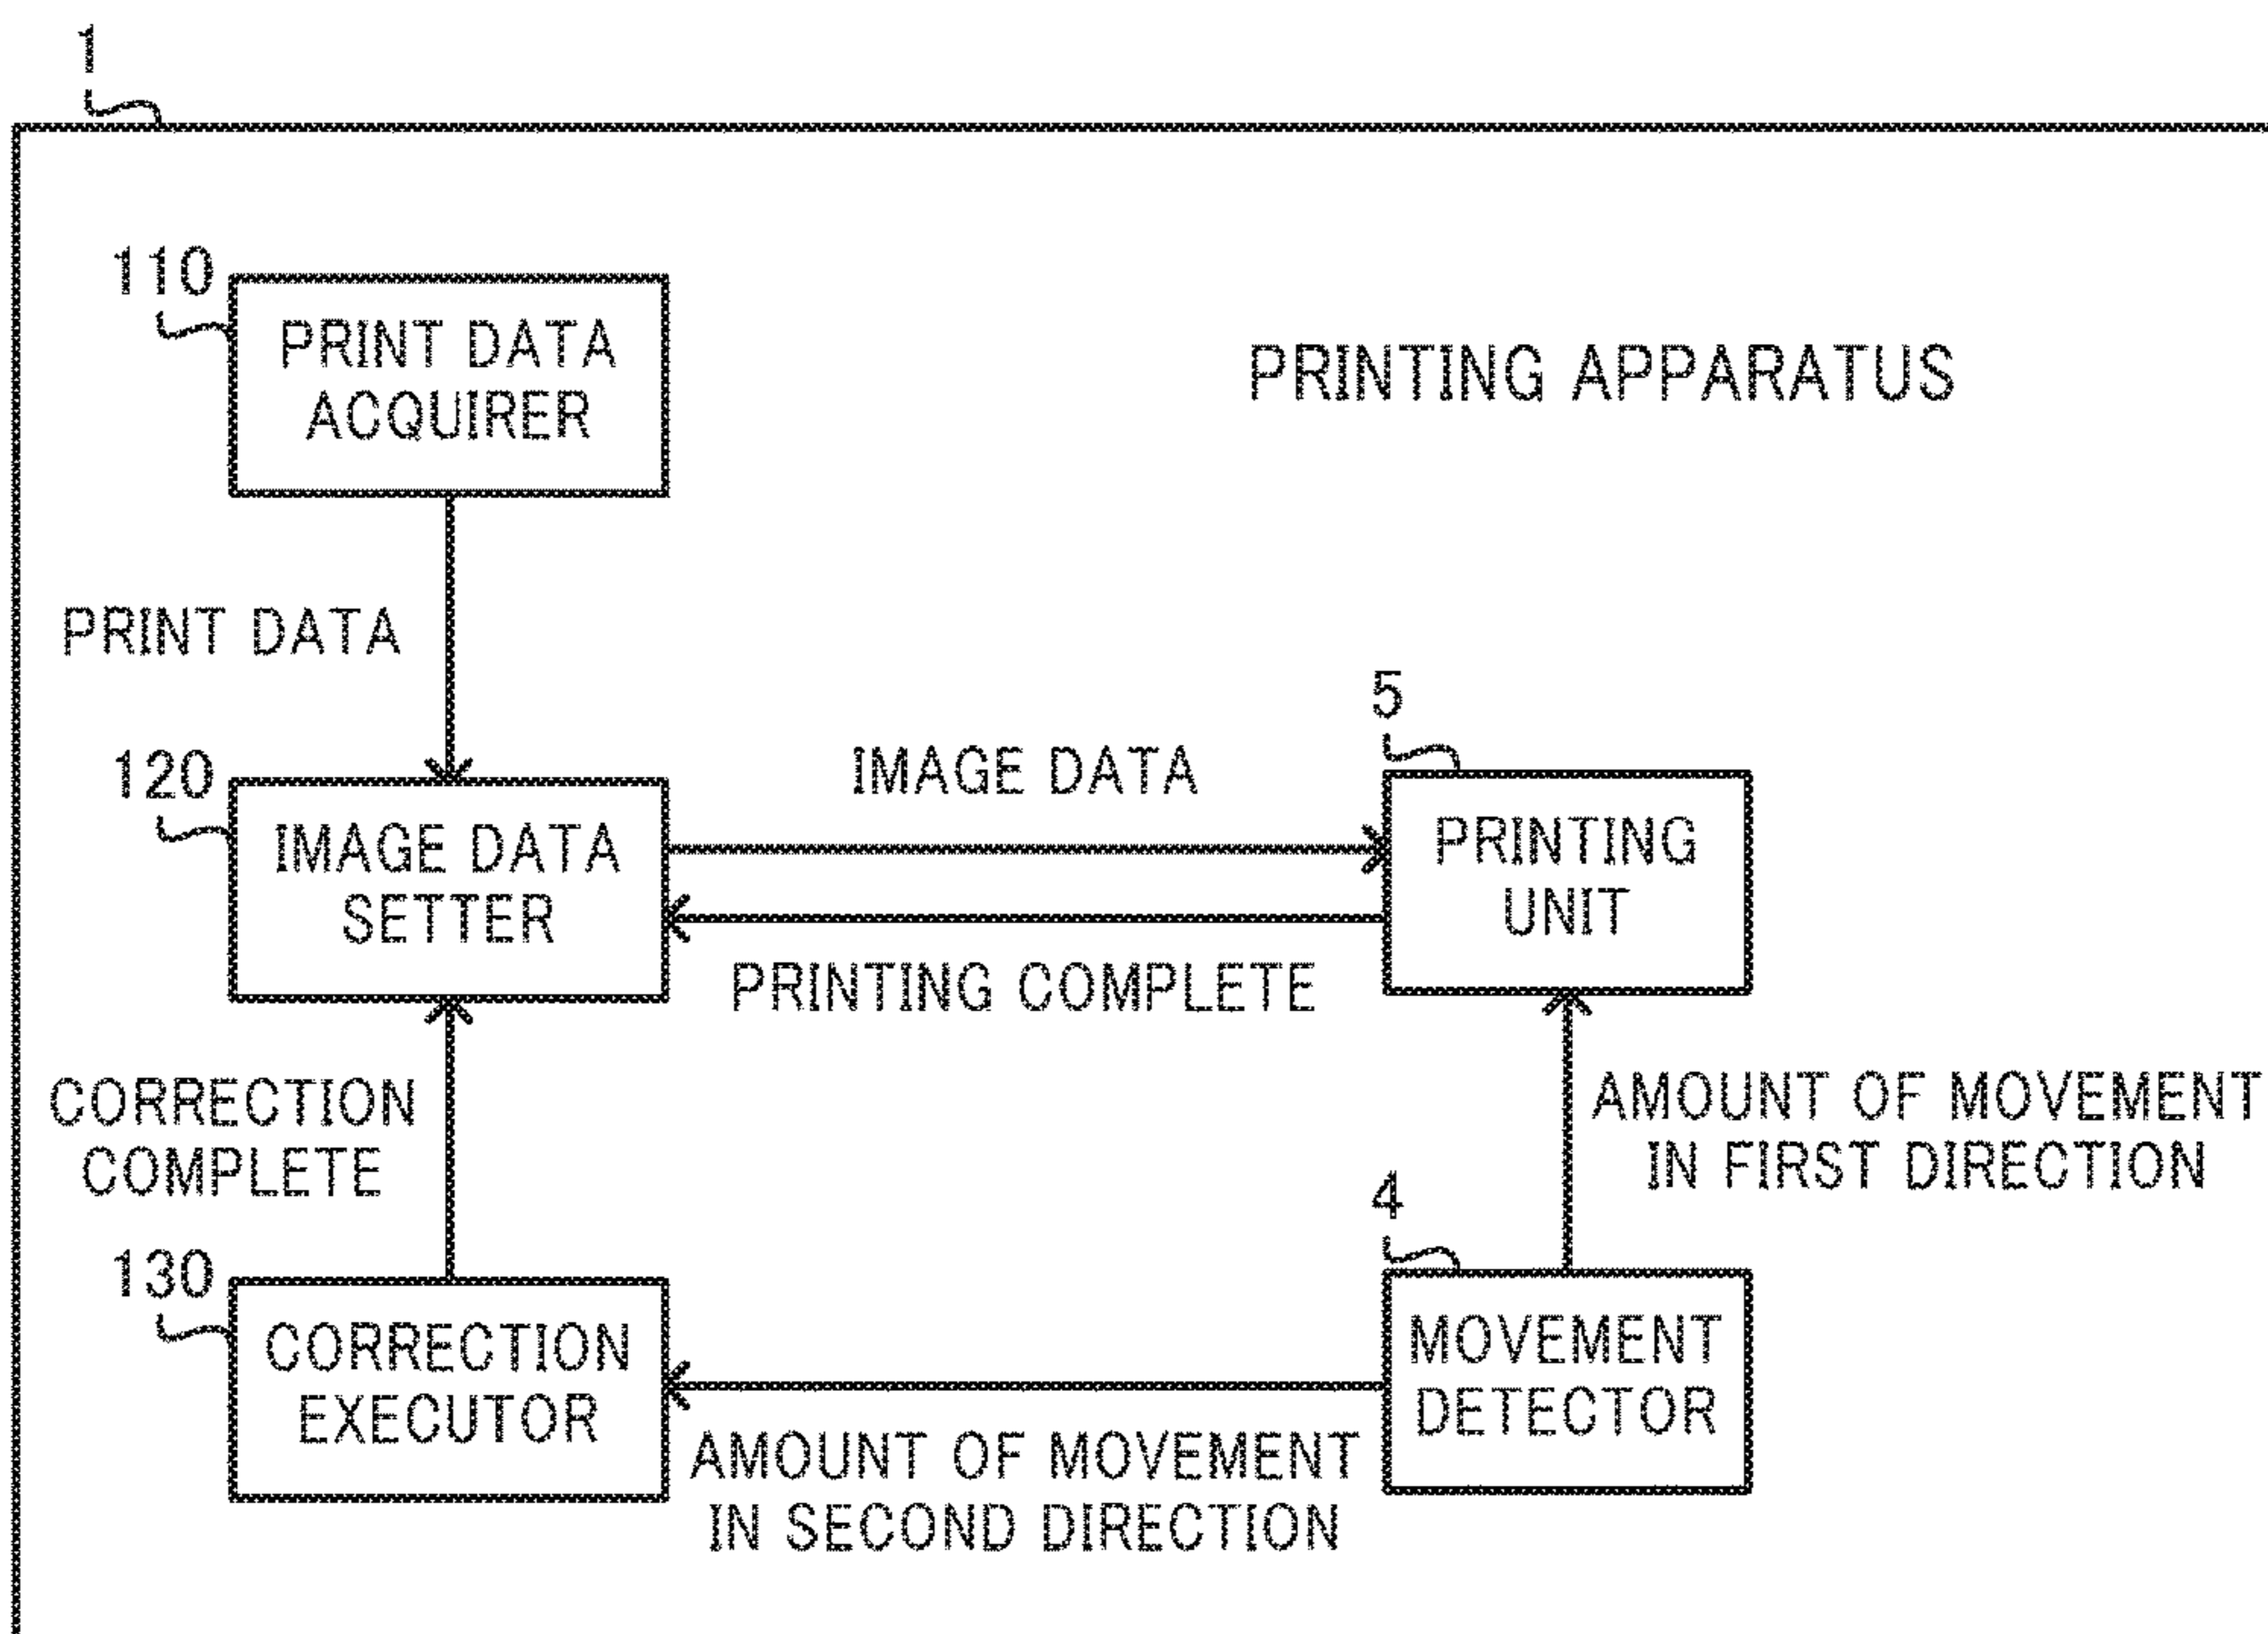 1
110
PRINT DATA
ACQUIRER
PRINTING APPARATUS
PRINT DATA
120
IMAGE DATA
SETTER
IMAGE DATA
5
PRINTING
UNIT
PRINTING COMPLETE
CORRECTION
COMPLETE
AMOUNT OF MOVEMENT
IN FIRST DIRECTION
130
CORRECTION
EXECUTOR
4
MOVEMENT
DETECTOR
AMOUNT OF MOVEMENT
IN SECOND DIRECTION